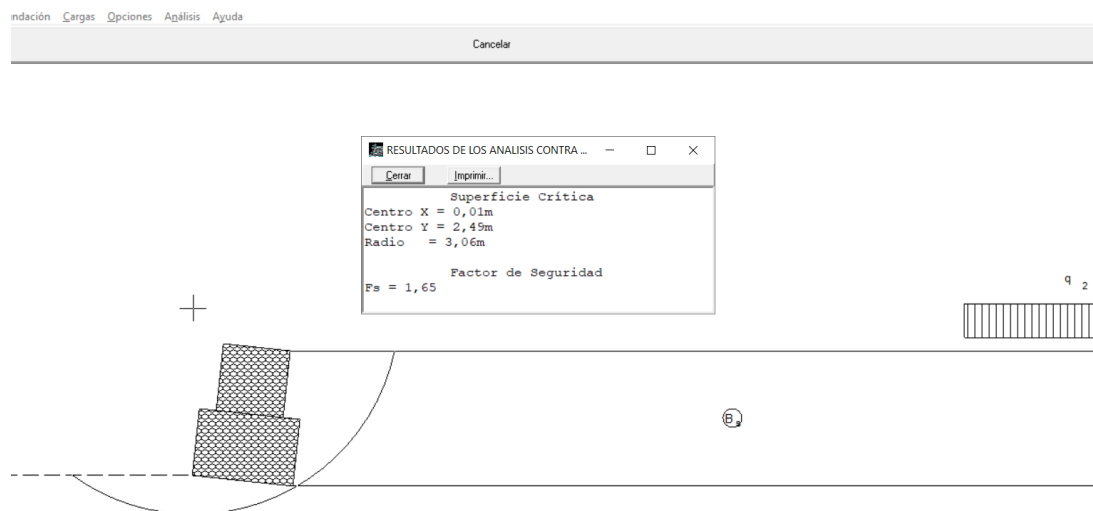 undación Cargas Opciones Análisis Ayuda
Cancelar
RESULTADOS DE LOS ANALISIS CONTRA ...
Cerrar Imprimir...
Superficie Crítica
Centro X = 0,01m
Centro Y = 2,49m
Radio = 3,06m
Factor de Seguridad
Fs = 1,65
q 2
B s